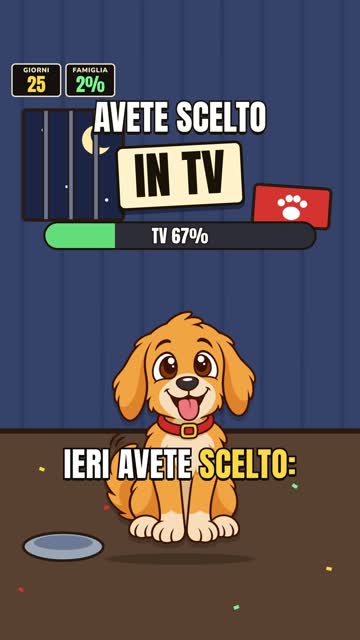 GIORNI
25
FAMIGLIA
2%
AVETE SCELTO
IN TV
TV 67%
IERI AVETE SCELTO: